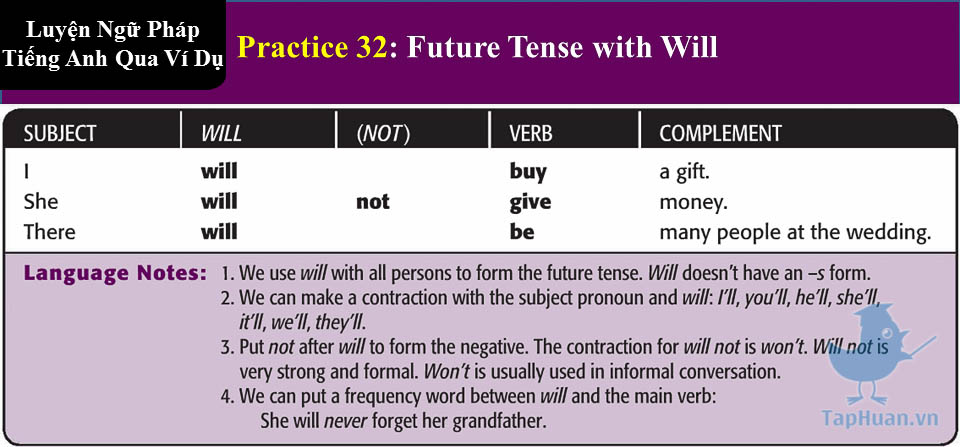 Luyện Ngữ Pháp
Tiếng Anh Qua Ví Dụ
Practice 32: Future Tense with Will
SUBJECT WILL (NOT) VERB COMPLEMENT
I will buy a gift.
She will not give money.
There will be many people at the wedding.
Language Notes: 1. We use will with all persons to form the future tense. Will doesn't have an –s form.
2. We can make a contraction with the subject pronoun and will: I'll, you'll, he'll, she'll,
it'll, we'll, they'll.
3. Put not after will to form the negative. The contraction for will not is won't. Will not is
very strong and formal. Won't is usually used in informal conversation.
4. We can put a frequency word between will and the main verb:
She will never forget her grandfather.
TapHuan.vn